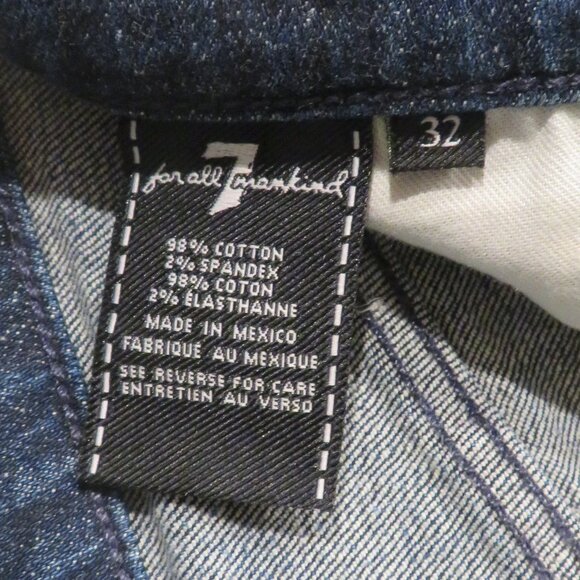 7
for all mankind
32
98% COTTON
2% SPANDEX
98% COTON
2% ÉLASTHANNE
MADE IN MEXICO
FABRIQUÉ AU MEXIQUE
SEE REVERSE FOR CARE
ENTRETIEN AU VERSO